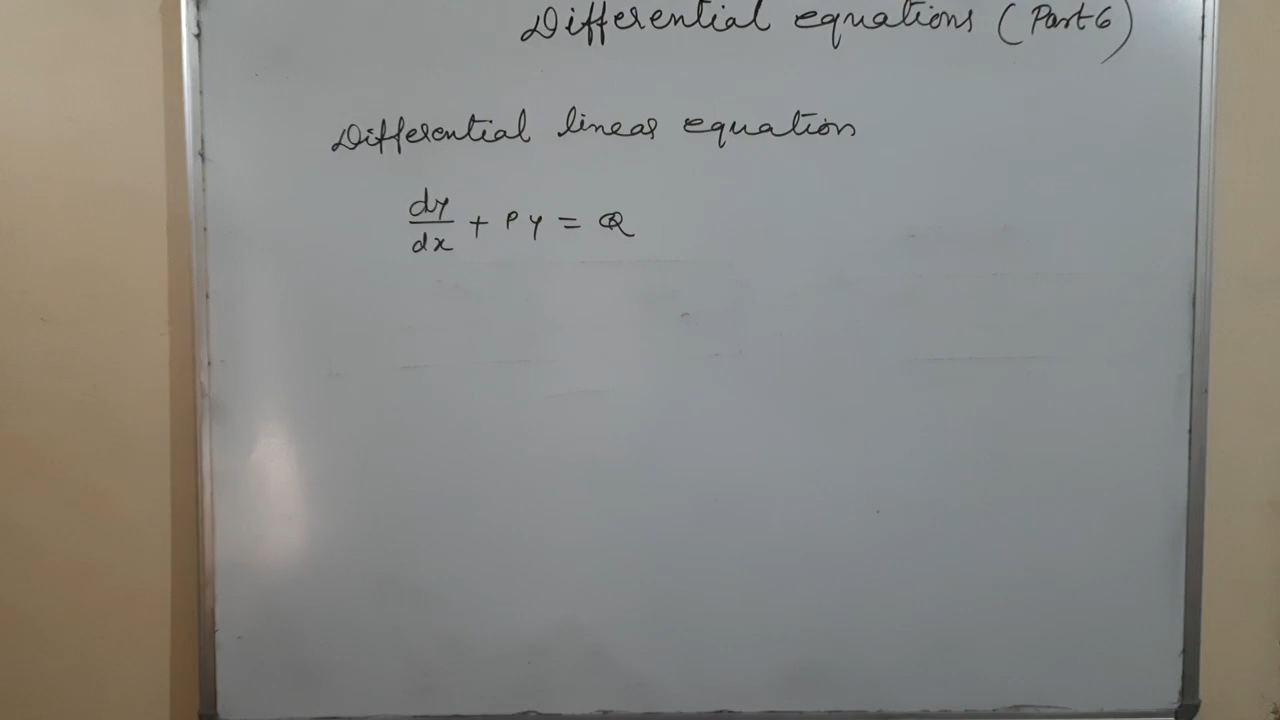 Differential equations (Part 6)
Differential linear equation
dy/dx + Py = Q